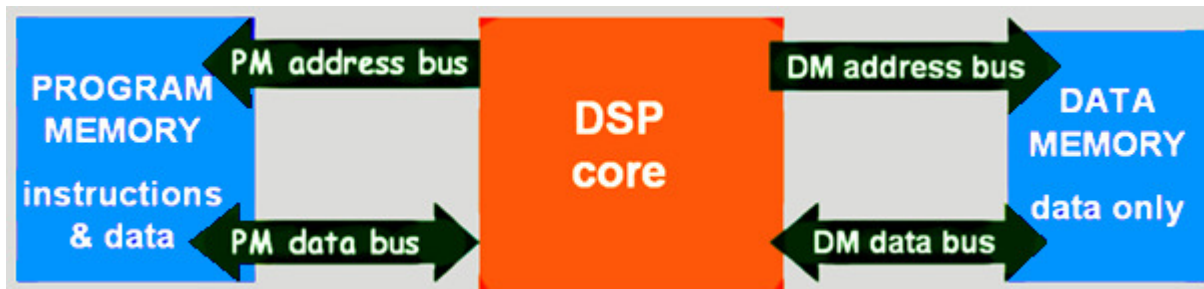 PROGRAM
MEMORY
instructions
& data
PM address bus
PM data bus
DSP
core
DM address bus
DM data bus
DATA
MEMORY
data only